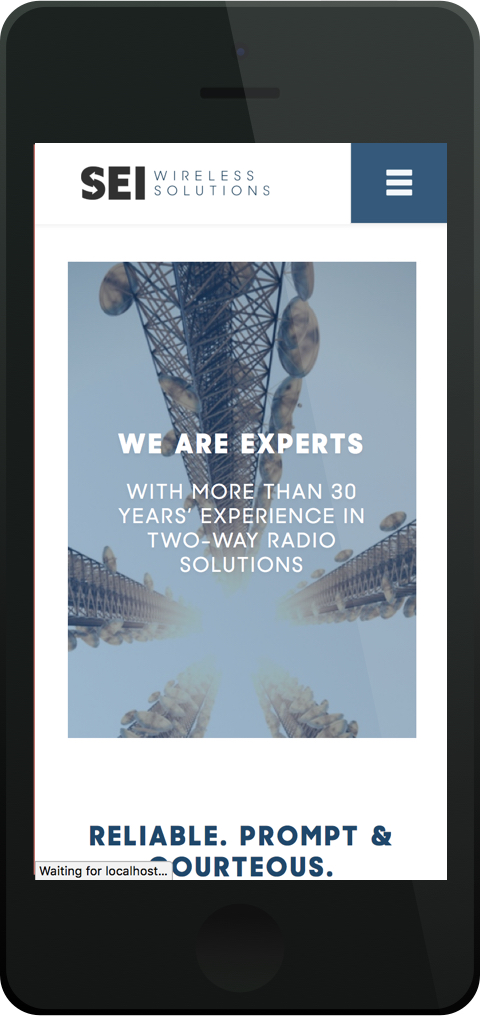 SEI WIRELESS
SOLUTIONS
WE ARE EXPERTS
WITH MORE THAN 30
YEARS’ EXPERIENCE IN
TWO-WAY RADIO
SOLUTIONS
RELIABLE. PROMPT &
COURTEOUS.
Waiting for localhost...